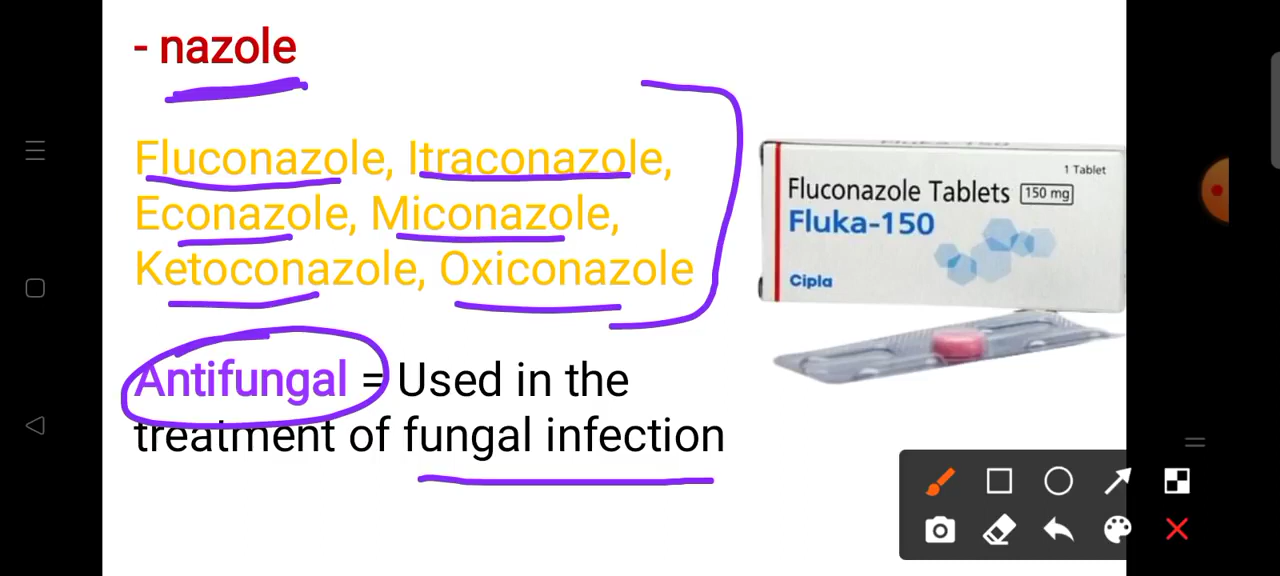 - nazole
Fluconazole, Itraconazole,
Econazole, Miconazole,
Ketoconazole, Oxiconazole
Antifungal = Used in the
treatment of fungal infection
1 Tablet
Fluconazole Tablets 150 mg
Fluka-150
Cipla